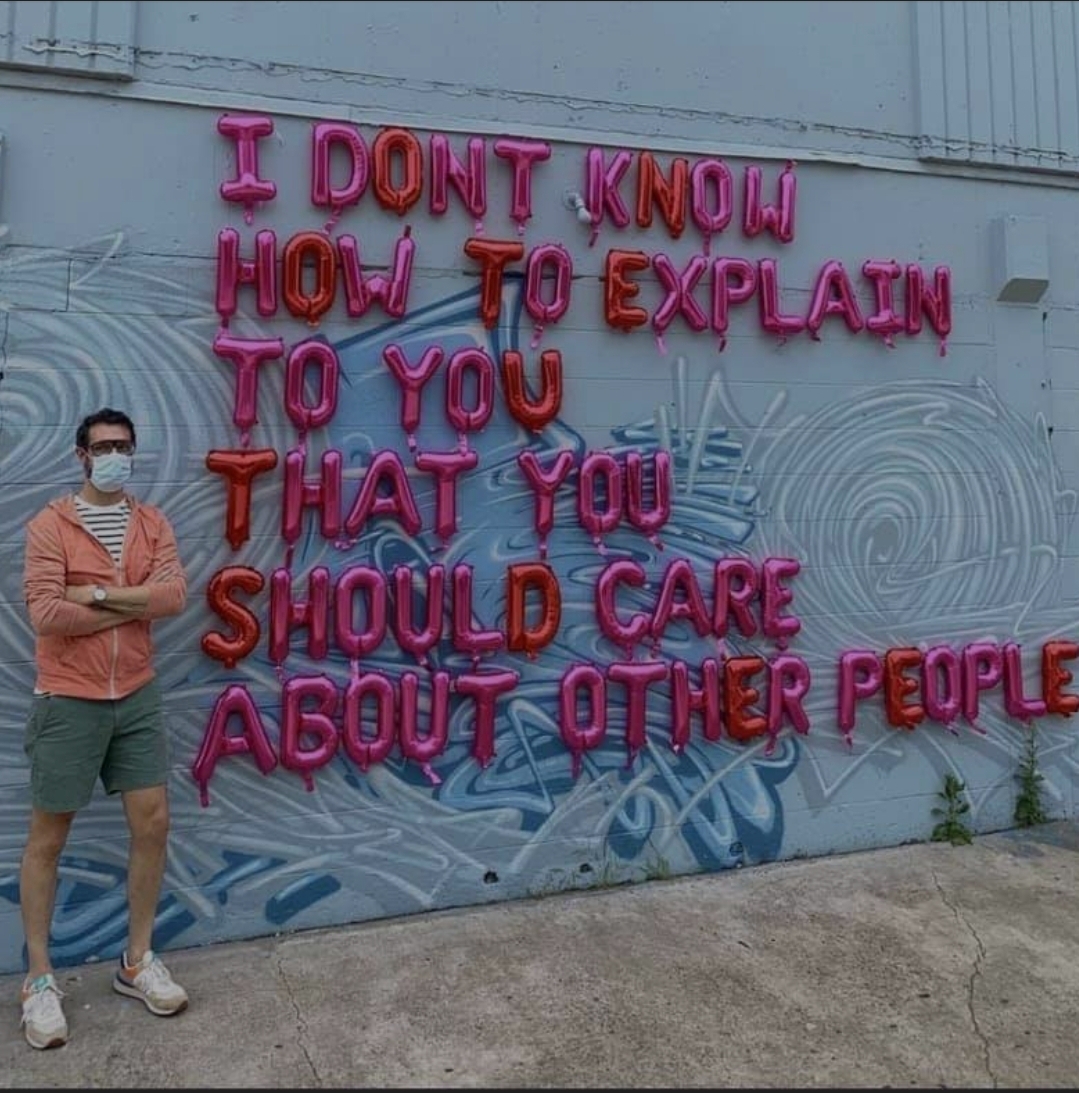 I DONT KNOW
HOW TO EXPLAIN
TO YOU
THAT YOU
SHOULD CARE
ABOUT OTHER PEOPLE